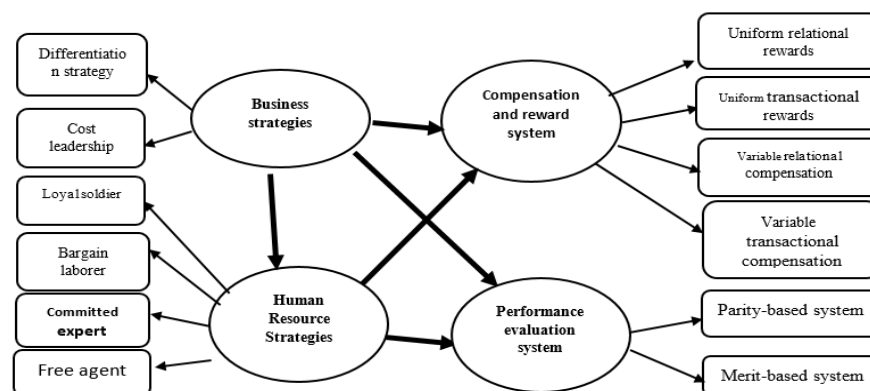 Differentiatio
n strategy
Cost
leadership
Loyalsoldier
Bargain
laborer
Committed
expert
Free agent
Business
strategies
Human
Resource
Strategies
Compensation
and reward
system
Performance
evaluation
system
Uniform relational
rewards
Uniform transactional
rewards
Variable relational
compensation
Variable
transactional
compensation
Parity-based system
Merit-based system